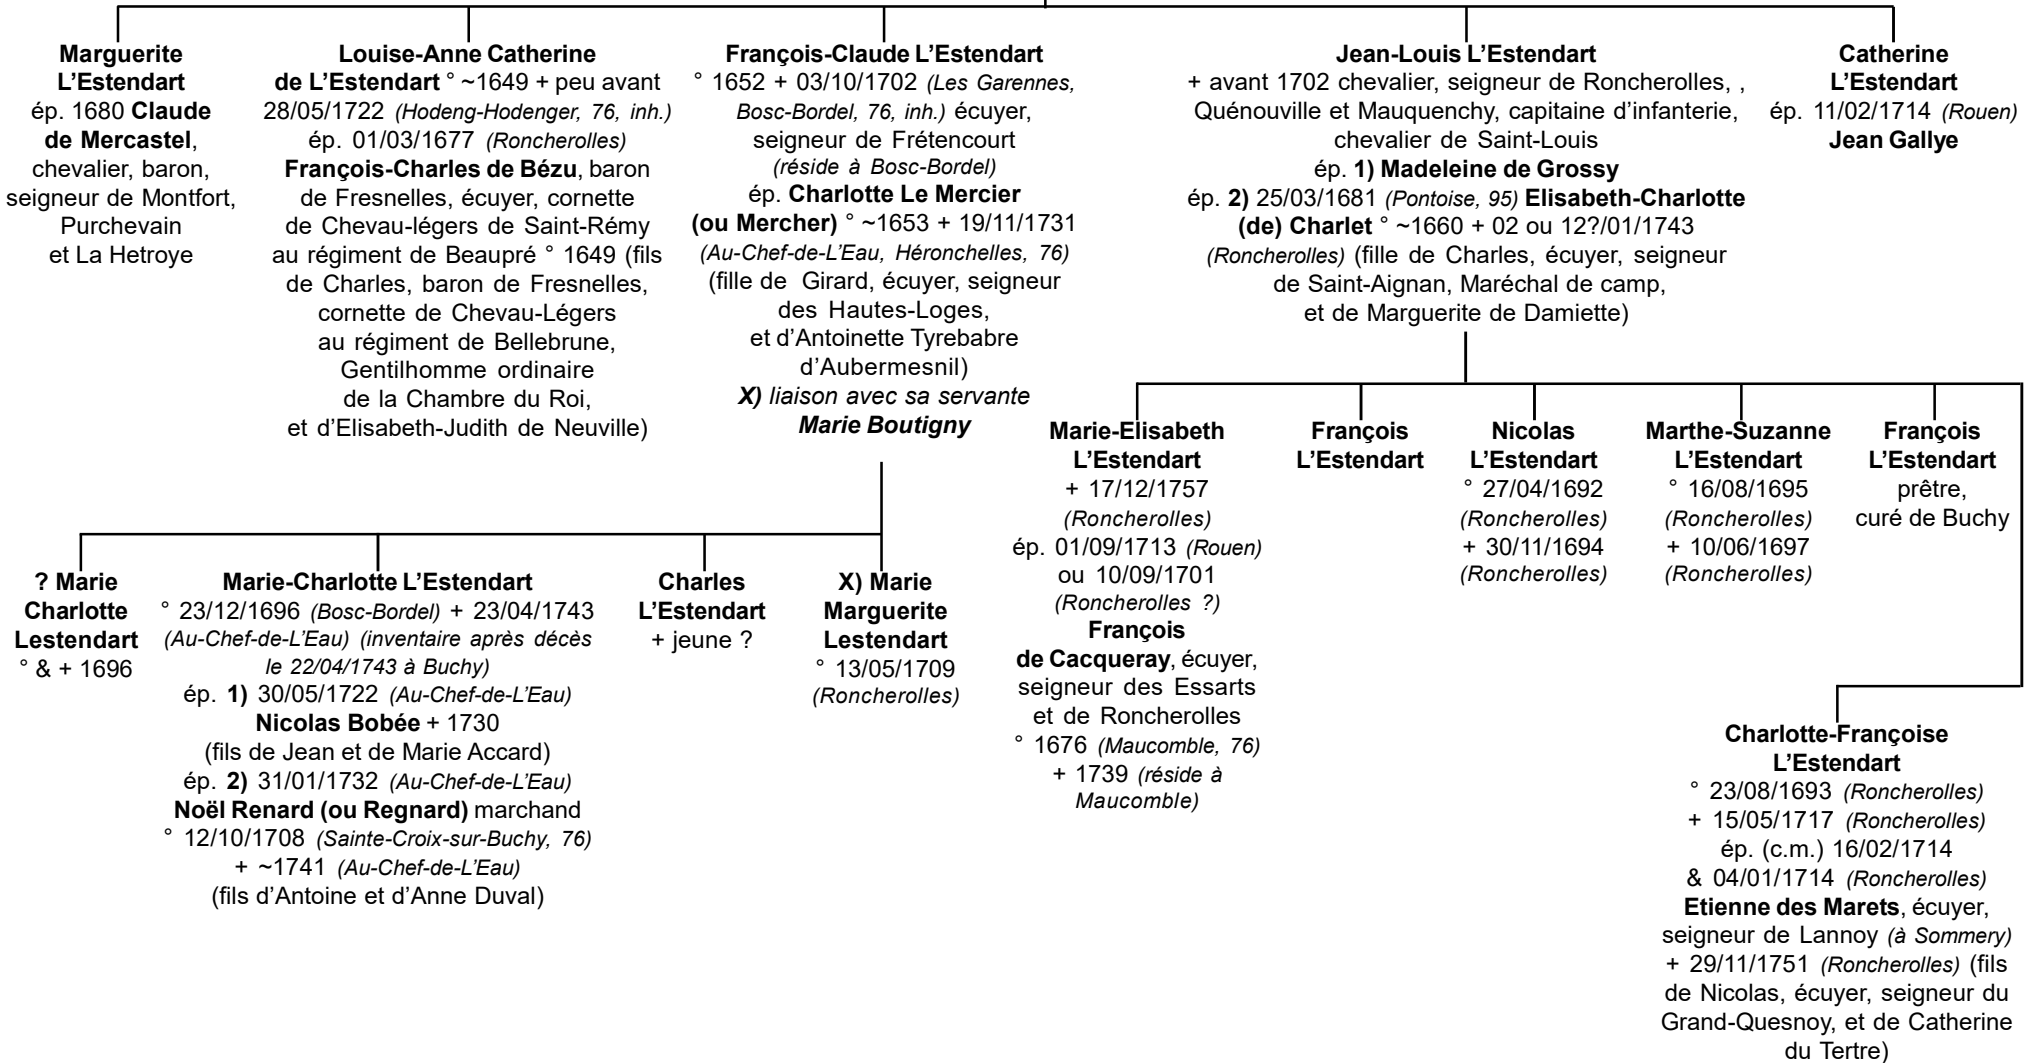 Marguerite
L’Estendart
ép. 1680 Claude
de Mercastel,
chevalier, baron,
seigneur de Montfort,
Purchevain
et La Hetroye
Louise-Anne Catherine
de L’Estendart ° ~1649 + peu avant
28/05/1722 (Hodeng-Hodenger, 76, inh.)
ép. 01/03/1677 (Roncherolles)
François-Charles de Bézu, baron
de Fresnelles, écuyer, cornette
de Chevau-légers de Saint-Rémy
au régiment de Beaupré ° 1649 (fils
de Charles, baron de Fresnelles,
cornette de Chevau-Légers
au régiment de Bellebrune,
Gentilhomme ordinaire
de la Chambre du Roi,
et d’Elisabeth-Judith de Neuville)
François-Claude L’Estendart
° 1652 + 03/10/1702 (Les Garennes,
Bosc-Bordel, 76, inh.) écuyer,
seigneur de Frétencourt
(réside à Bosc-Bordel)
ép. Charlotte Le Mercier
(ou Mercher) ° ~1653 + 19/11/1731
(Au-Chef-de-L’Eau, Héronchelles, 76)
(fille de Girard, écuyer, seigneur
des Hautes-Loges,
et d’Antoinette Tyrebabre
d’Aubermesnil)
X) liaison avec sa servante
Marie Boutigny
Jean-Louis L’Estendart
+ avant 1702 chevalier, seigneur de Roncherolles, ,
Quénouville et Mauquenchy, capitaine d’infanterie,
chevalier de Saint-Louis
ép. 1) Madeleine de Grossy
ép. 2) 25/03/1681 (Pontoise, 95) Elisabeth-Charlotte
(de) Charlet ° ~1660 + 02 ou 12?/01/1743
(Roncherolles) (fille de Charles, écuyer, seigneur
de Saint-Aignan, Maréchal de camp,
et de Marguerite de Damiette)
Catherine
L’Estendart
ép. 11/02/1714 (Rouen)
Jean Gallye
? Marie
Charlotte
Lestendart
° & + 1696
Marie-Charlotte L’Estendart
° 23/12/1696 (Bosc-Bordel) + 23/04/1743
(Au-Chef-de-L’Eau) (inventaire après décès
le 22/04/1743 à Buchy)
ép. 1) 30/05/1722 (Au-Chef-de-L’Eau)
Nicolas Bobée + 1730
(fils de Jean et de Marie Accard)
ép. 2) 31/01/1732 (Au-Chef-de-L’Eau)
Noël Renard (ou Regnard) marchand
° 12/10/1708 (Sainte-Croix-sur-Buchy, 76)
+ ~1741 (Au-Chef-de-L’Eau)
(fils d’Antoine et d’Anne Duval)
Charles
L’Estendart
+ jeune ?
X) Marie
Marguerite
Lestendart
° 13/05/1709
(Roncherolles)
Marie-Elisabeth
L’Estendart
+ 17/12/1757
(Roncherolles)
ép. 01/09/1713 (Rouen)
ou 10/09/1701
(Roncherolles ?)
François
de Cacqueray, écuyer,
seigneur des Essarts
et de Roncherolles
° 1676 (Maucomble, 76)
+ 1739 (réside à
Maucomble)
François
L’Estendart
Nicolas
L’Estendart
° 27/04/1692
(Roncherolles)
+ 30/11/1694
(Roncherolles)
Marthe-Suzanne
L’Estendart
° 16/08/1695
(Roncherolles)
+ 10/06/1697
(Roncherolles)
François
L’Estendart
prêtre,
curé de Buchy
Charlotte-Françoise
L’Estendart
° 23/08/1693 (Roncherolles)
+ 15/05/1717 (Roncherolles)
ép. (c.m.) 16/02/1714
& 04/01/1714 (Roncherolles)
Etienne des Marets, écuyer,
seigneur de Lannoy (à Sommery)
+ 29/11/1751 (Roncherolles) (fils
de Nicolas, écuyer, seigneur du
Grand-Quesnoy, et de Catherine
du Tertre)